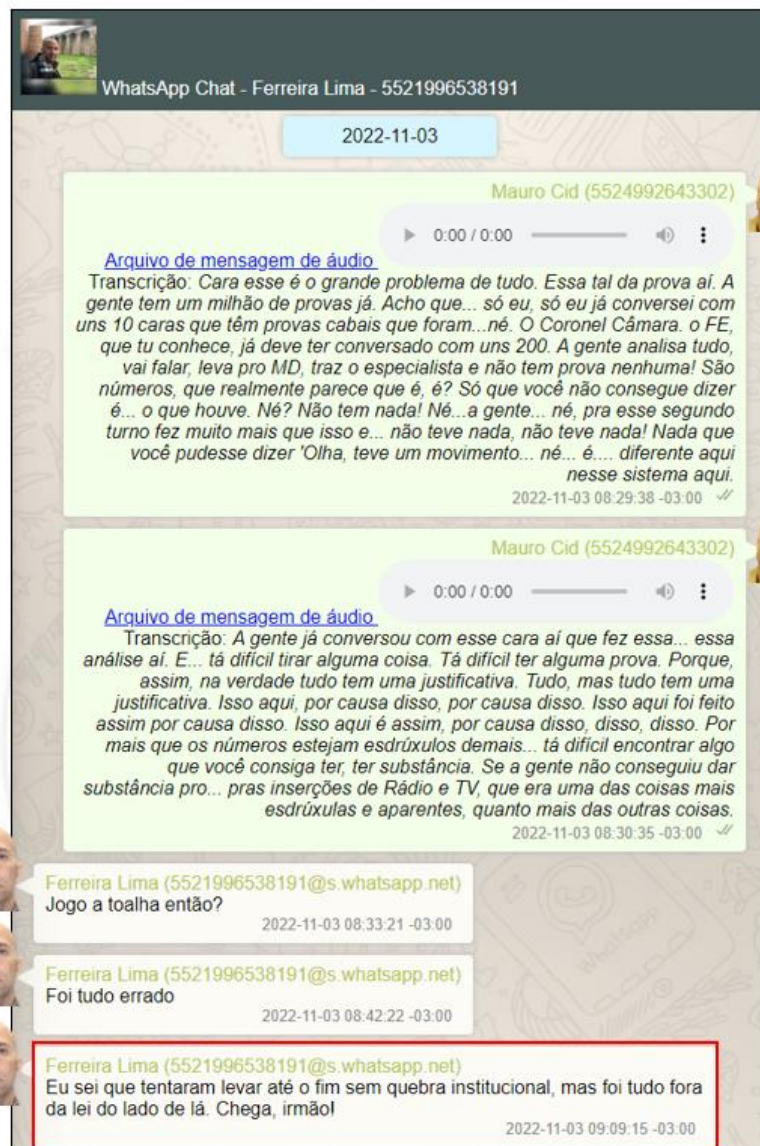 WhatsApp Chat - Ferreira Lima - 5521996538191
2022-11-03
Mauro Cid (5524992643302)
0:00 / 0:00
Arquivo de mensagem de áudio
Transcrição: Cara esse é o grande problema de tudo. Essa tal da prova aí. A
gente tem um milhão de provas já. Acho que... só eu, só eu já conversei com
uns 10 caras que têm provas cabais que foram...né. O Coronel Câmara. o FE,
que tu conhece, já deve ter conversado com uns 200. A gente analisa tudo,
vai falar, leva pro MD, traz o especialista e não tem prova nenhuma! São
números, que realmente parece que é, é? Só que você não consegue dizer
é... o que houve. Né? Não tem nada! Né...a gente... né, pra esse segundo
turno fez muito mais que isso e... não teve nada, não teve nada! Nada que
você pudesse dizer 'Olha, teve um movimento... né... é.... diferente aqui
nesse sistema aqui.
2022-11-03 08:29:38 -03:00
Mauro Cid (5524992643302)
0:00 / 0:00
Arquivo de mensagem de áudio
Transcrição: A gente já conversou com esse cara aí que fez essa... essa
análise aí. E... tá difícil tirar alguma coisa. Tá difícil ter alguma prova. Porque,
assim, na verdade tudo tem uma justificativa. Tudo, mas tudo tem uma
justificativa. Isso aqui, por causa disso, por causa disso. Isso aqui foi feito
assim por causa disso. Isso aqui é assim, por causa disso, disso, disso. Por
mais que os números estejam esdrúxulos demais... tá difícil encontrar algo
que você consiga ter, ter substância. Se a gente não conseguiu dar
substância pro... pras inserções de Rádio e TV, que era uma das coisas mais
esdrúxulas e aparentes, quanto mais das outras coisas.
2022-11-03 08:30:35 -03:00
Ferreira Lima (5521996538191@s.whatsapp.net)
Jogo a toalha então?
2022-11-03 08:33:21 -03:00
Ferreira Lima (5521996538191@s.whatsapp.net)
Foi tudo errado
2022-11-03 08:42:22 -03:00
Ferreira Lima (5521996538191@s.whatsapp.net)
Eu sei que tentaram levar até o fim sem quebra institucional, mas foi tudo fora
da lei do lado de lá. Chega, irmão!
2022-11-03 09:09:15 -03:00